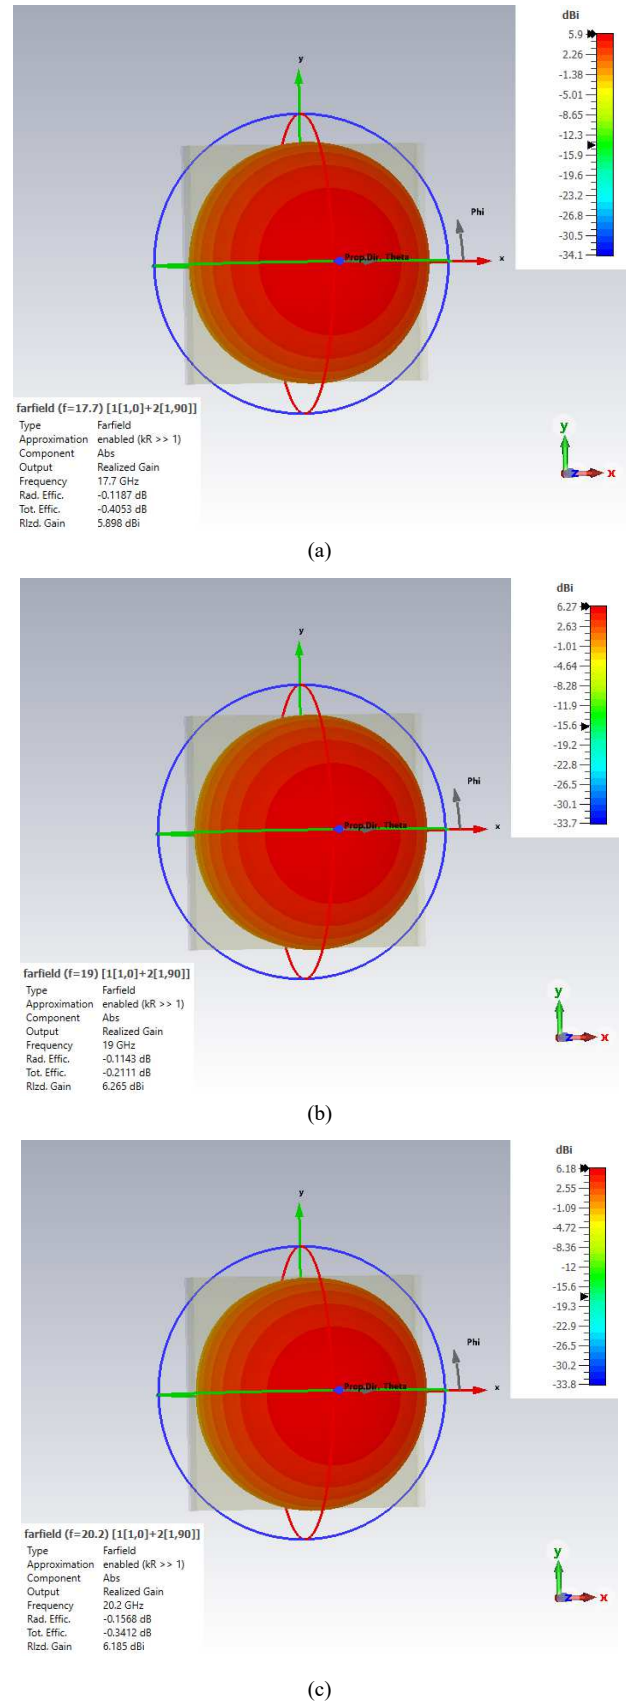 dBi
5.9
2.26
-1.38
-5.01
-8.65
-12.3
-15.9
-19.6
-23.2
-26.8
-30.5
-34.1
y
Phi
Prop.Dir. Theta
x
farfield (f=17.7) [1[1,0]+2[1,90]]
Type Farfield
Approximation enabled (kR >> 1)
Component Abs
Output Realized Gain
Frequency 17.7 GHz
Rad. Effic. -0.1187 dB
Tot. Effic. -0.4053 dB
Rlzd. Gain 5.898 dBi
y
z x
(a)
dBi
6.27
2.63
-1.01
-4.64
-8.28
-11.9
-15.6
-19.2
-22.8
-26.5
-30.1
-33.7
y
Phi
Prop.Dir. Theta
x
farfield (f=19) [1[1,0]+2[1,90]]
Type Farfield
Approximation enabled (kR >> 1)
Component Abs
Output Realized Gain
Frequency 19 GHz
Rad. Effic. -0.1143 dB
Tot. Effic. -0.2111 dB
Rlzd. Gain 6.265 dBi
y
z x
(b)
dBi
6.18
2.55
-1.09
-4.72
-8.36
-12
-15.6
-19.3
-22.9
-26.5
-30.2
-33.8
y
Phi
Prop.Dir. Theta
x
farfield (f=20.2) [1[1,0]+2[1,90]]
Type Farfield
Approximation enabled (kR >> 1)
Component Abs
Output Realized Gain
Frequency 20.2 GHz
Rad. Effic. -0.1568 dB
Tot. Effic. -0.3412 dB
Rlzd. Gain 6.185 dBi
y
z x
(c)